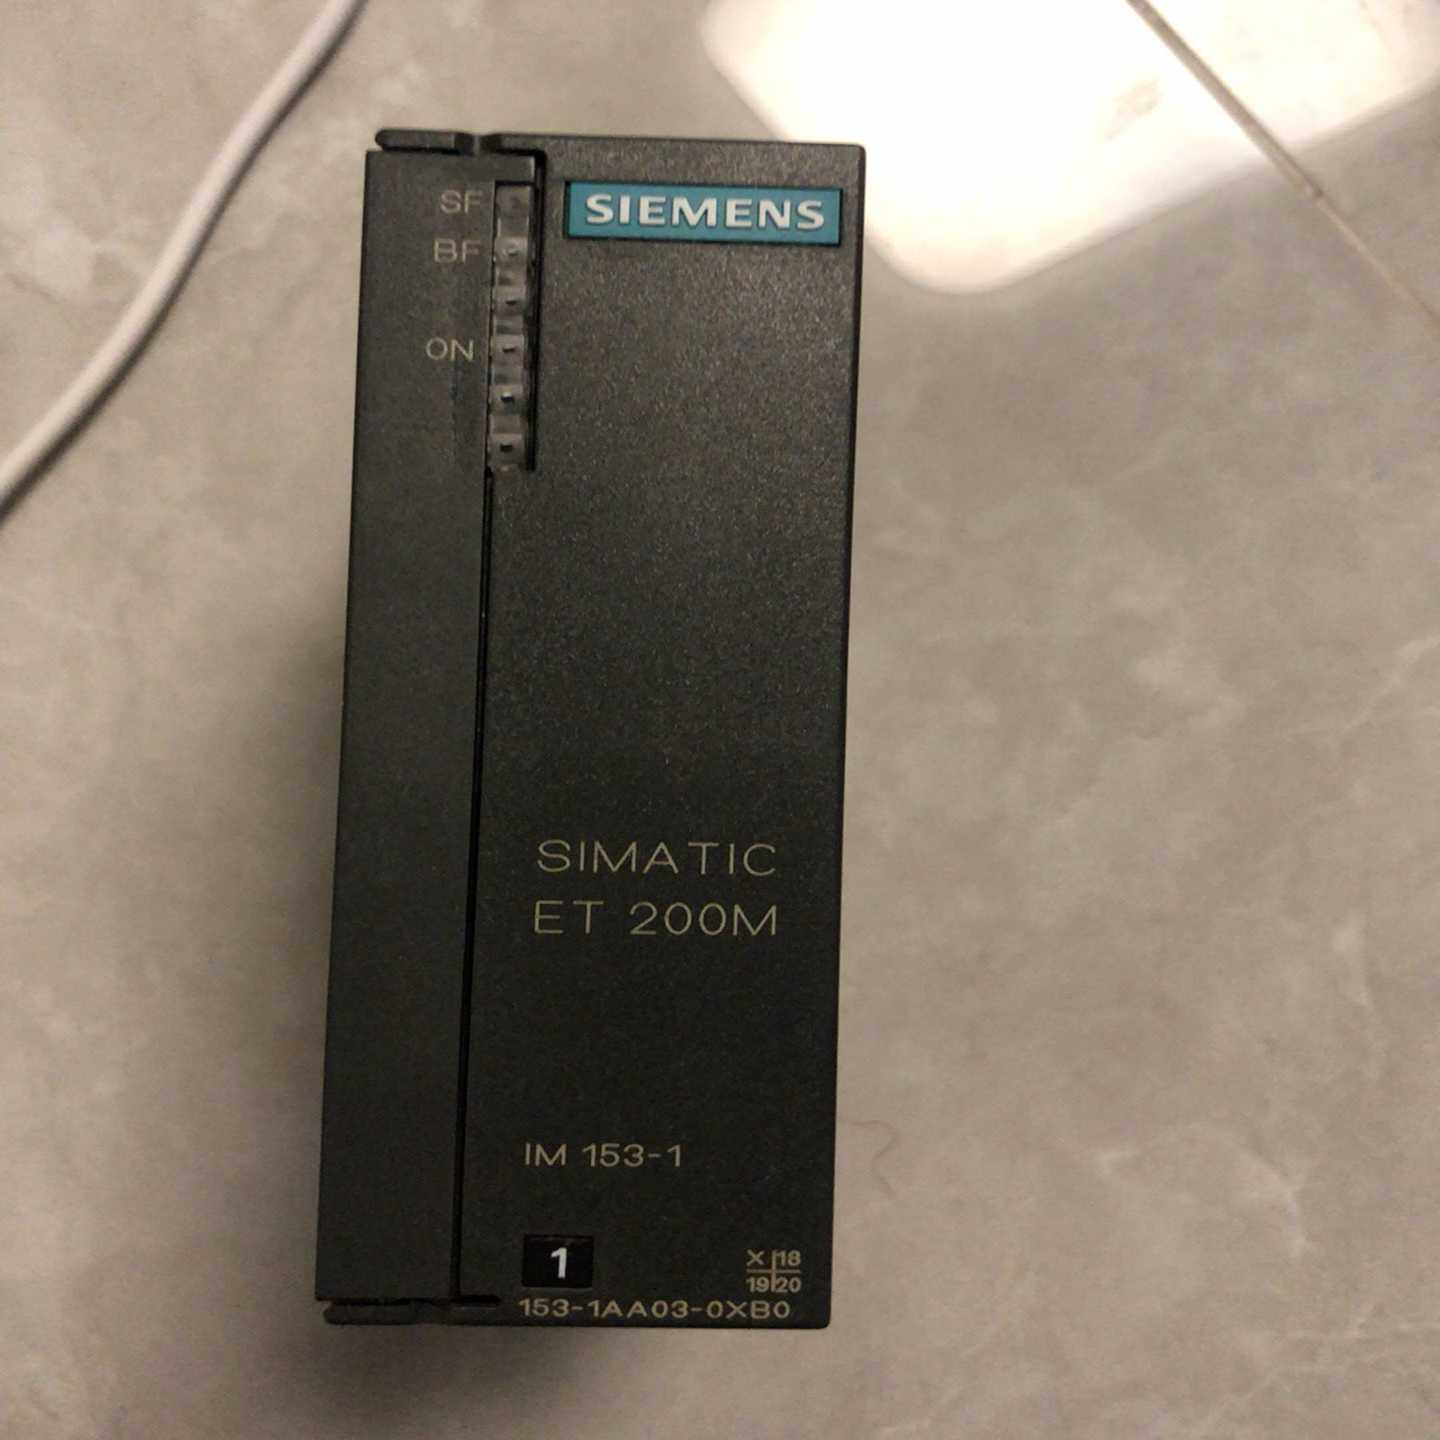 SF
SIEMENS
BF
ON
SIMATIC
ET 200M
IM 153-1
1
X 18
19 20
153-1AA03-0XB0